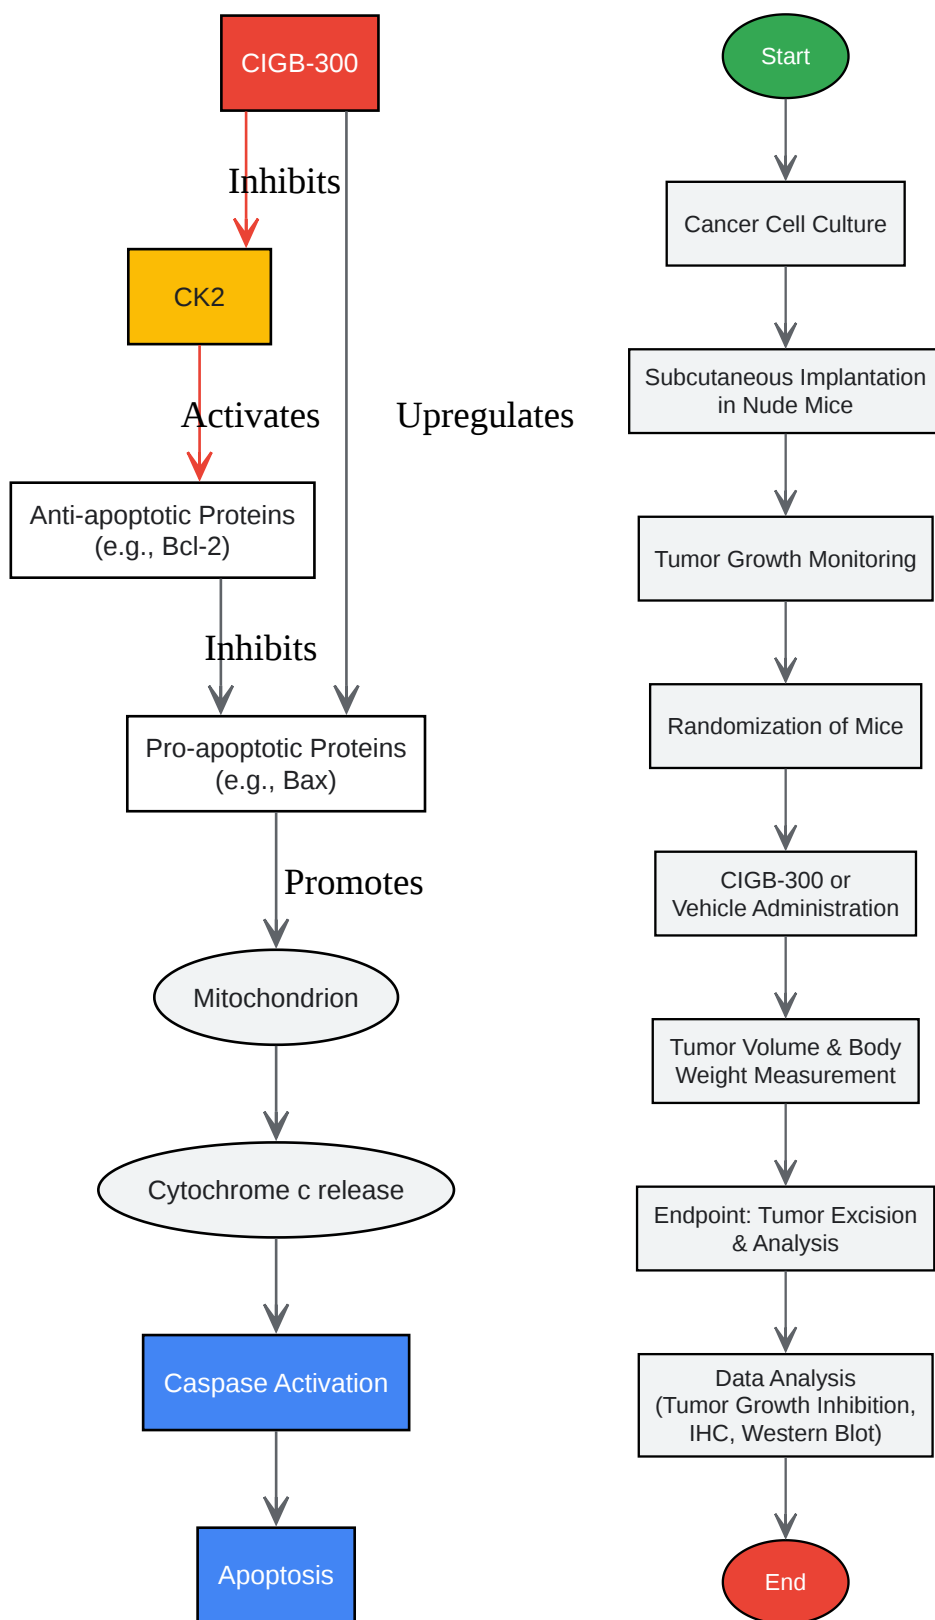 CIGB-300
Inhibits
CK2
Activates
Upregulates
Anti-apoptotic Proteins
(e.g., Bcl-2)
Inhibits
Pro-apoptotic Proteins
(e.g., Bax)
Promotes
Mitochondrion
Cytochrome c release
Caspase Activation
Apoptosis
Start
Cancer Cell Culture
Subcutaneous Implantation
in Nude Mice
Tumor Growth Monitoring
Randomization of Mice
CIGB-300 or
Vehicle Administration
Tumor Volume & Body
Weight Measurement
Endpoint: Tumor Excision
& Analysis
Data Analysis
(Tumor Growth Inhibition,
IHC, Western Blot)
End